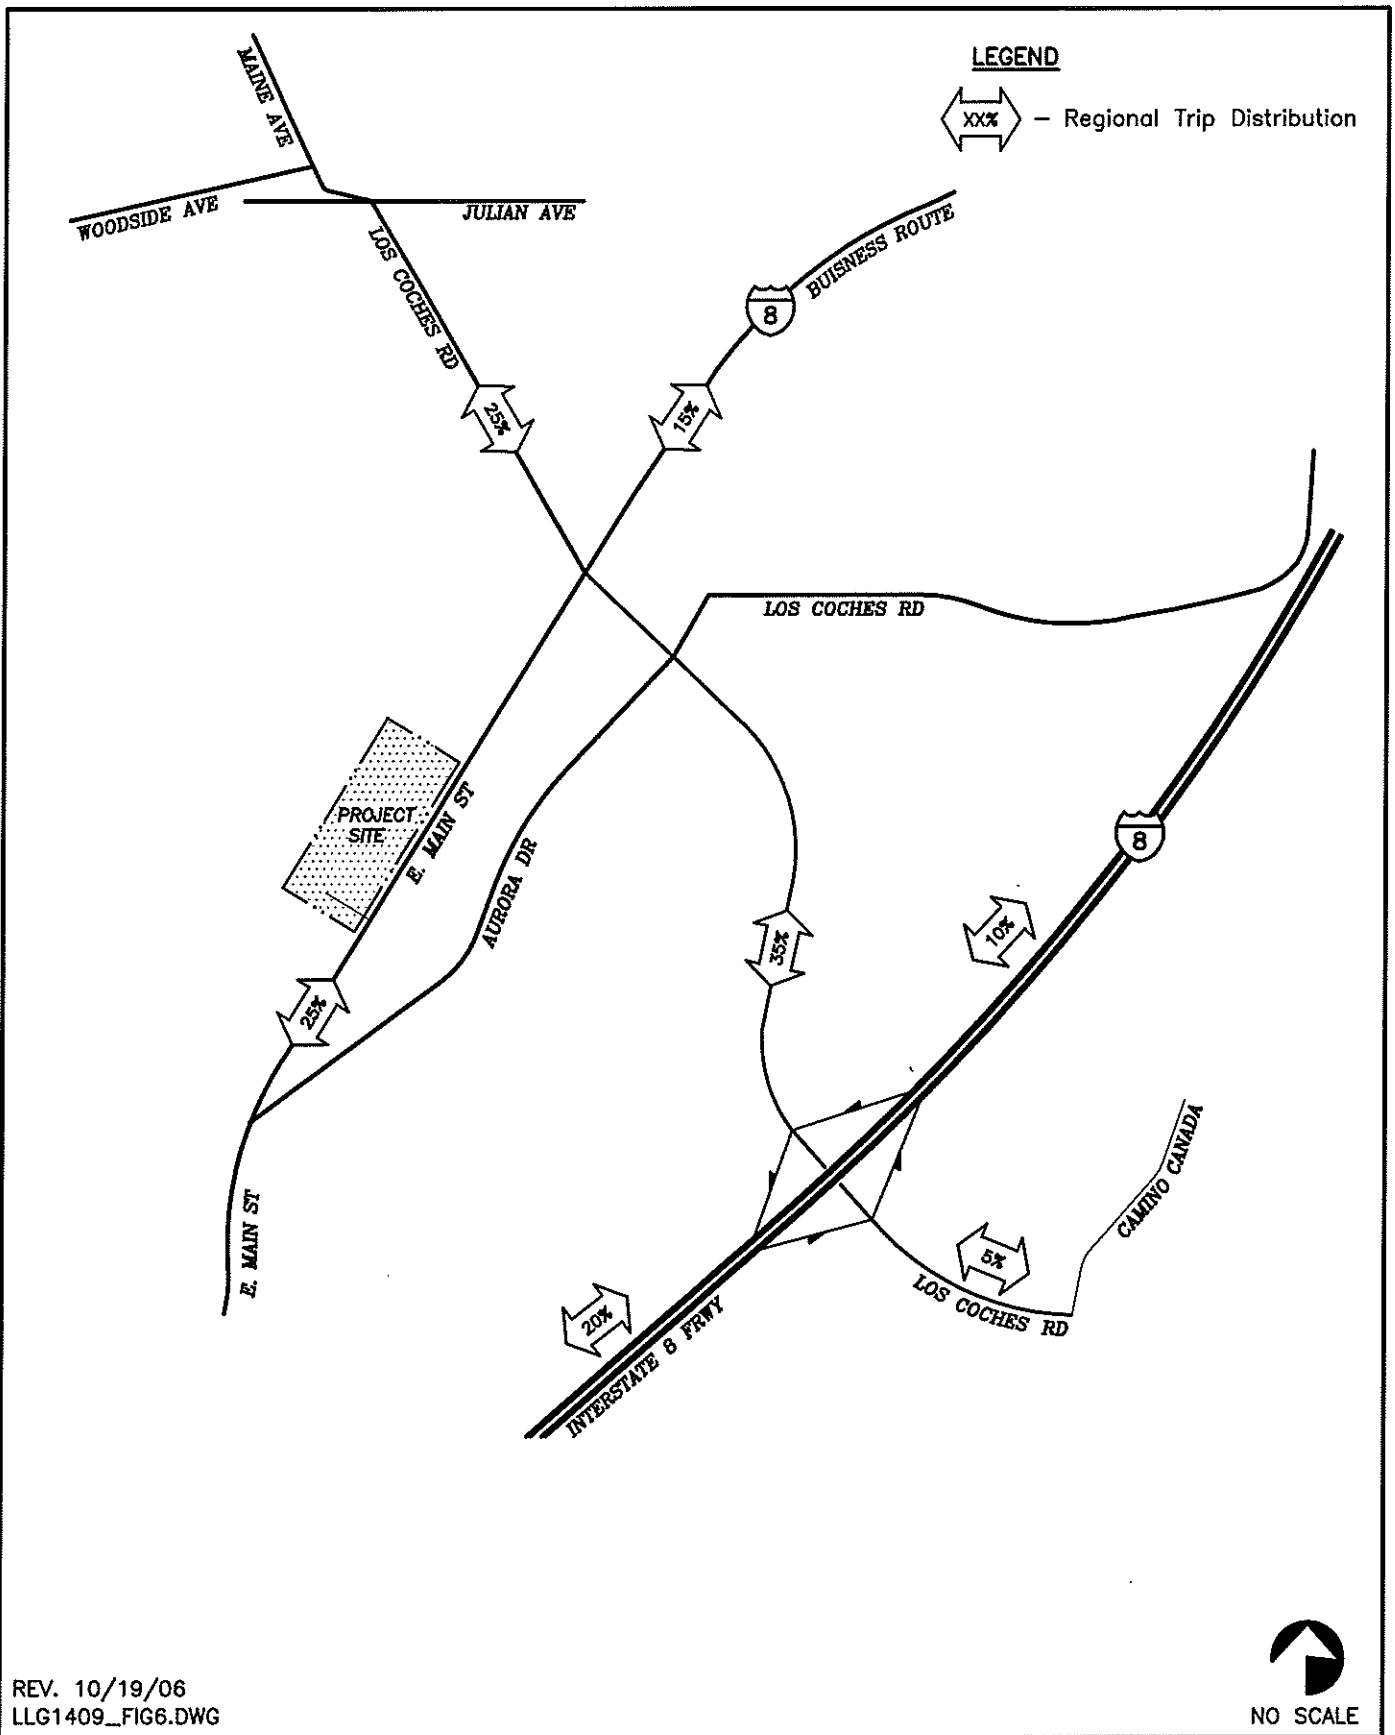 LEGEND
XX% – Regional Trip Distribution
MAINE AVE
WOODSIDE AVE
JULIAN AVE
LOS COCHES RD
BUISNESS ROUTE
8
25%
15%
LOS COCHES RD
PROJECT
SITE
E. MAIN ST
8
AURORA DR
35%
10%
25%
CAMINO CANADA
E. MAIN ST
5%
LOS COCHES RD
20%
INTERSTATE 8 FRWY
REV. 10/19/06
LLG1409_FIG6.DWG
NO SCALE